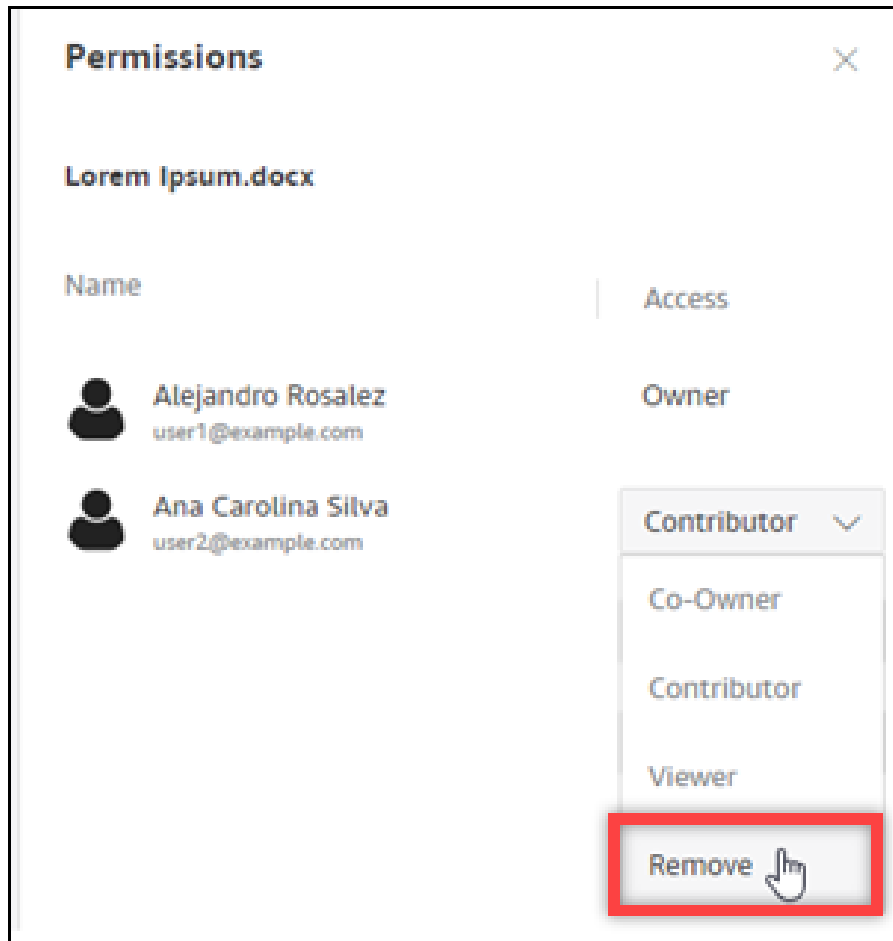 Permissions
Lorem Ipsum.docx
Name
Access
Alejandro Rosalez
Owner
user1@example.com
Ana Carolina Silva
Contributor
user2@example.com
Co-Owner
Contributor
Viewer
Remove